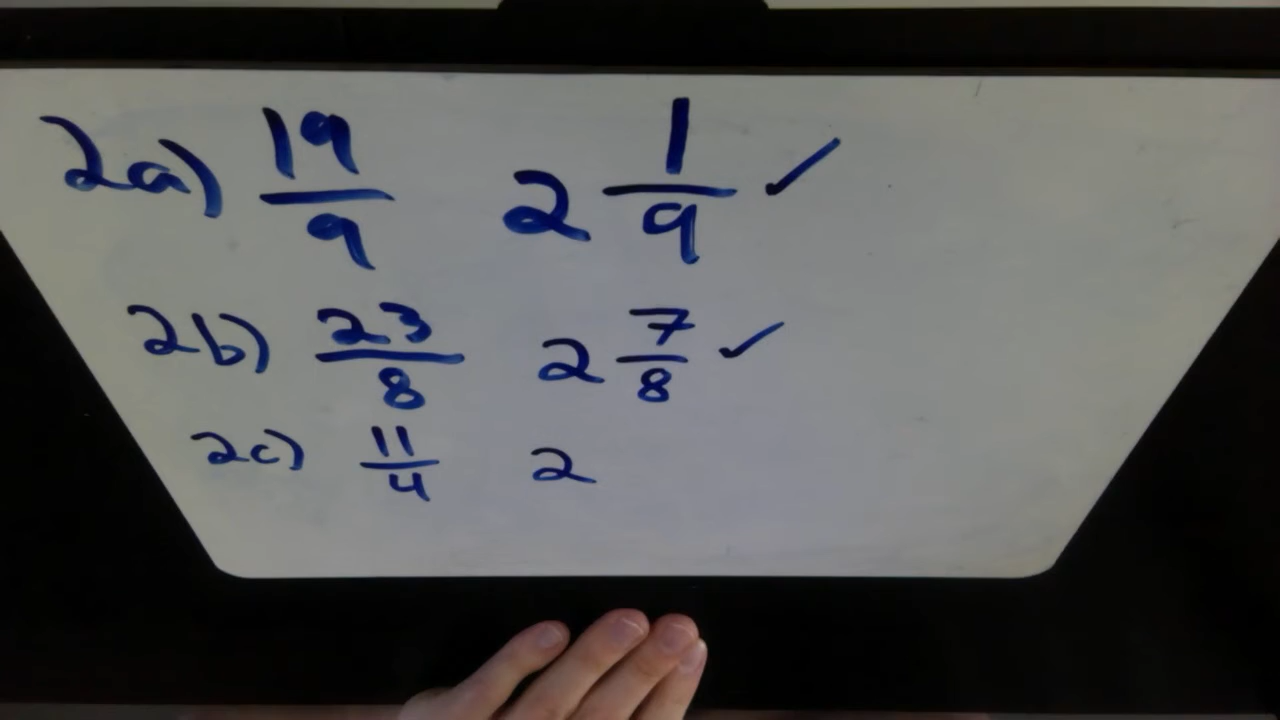 2a) 19/9 2 1/9 ✓
2b) 23/8 2 7/8 ✓
2c) 11/4 2